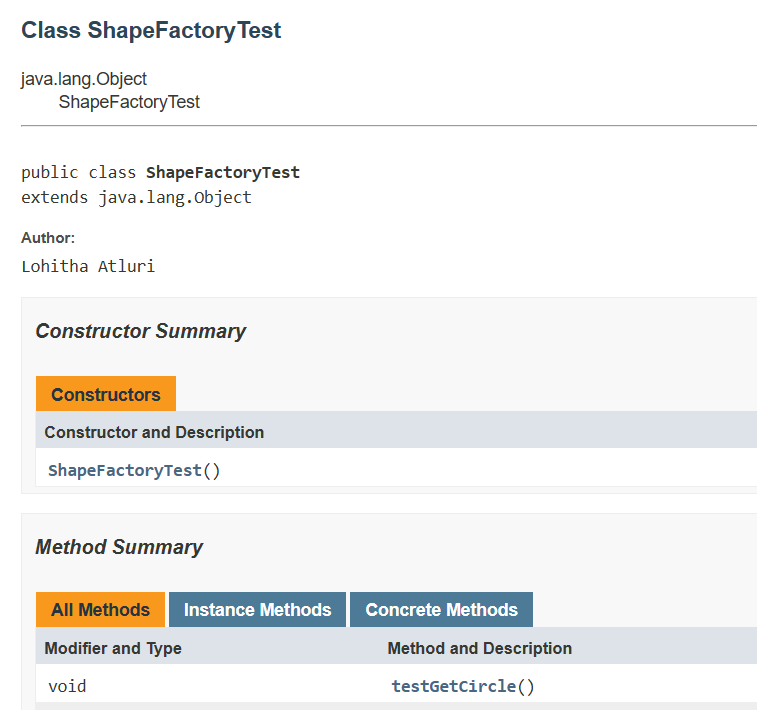 Class ShapeFactoryTest
java.lang.Object
ShapeFactoryTest
public class ShapeFactoryTest
extends java.lang.Object
Author:
Lohitha Atluri
Constructor Summary
Constructors
Constructor and Description
ShapeFactoryTest()
Method Summary
All Methods Instance Methods Concrete Methods
Modifier and Type Method and Description
void testGetCircle()